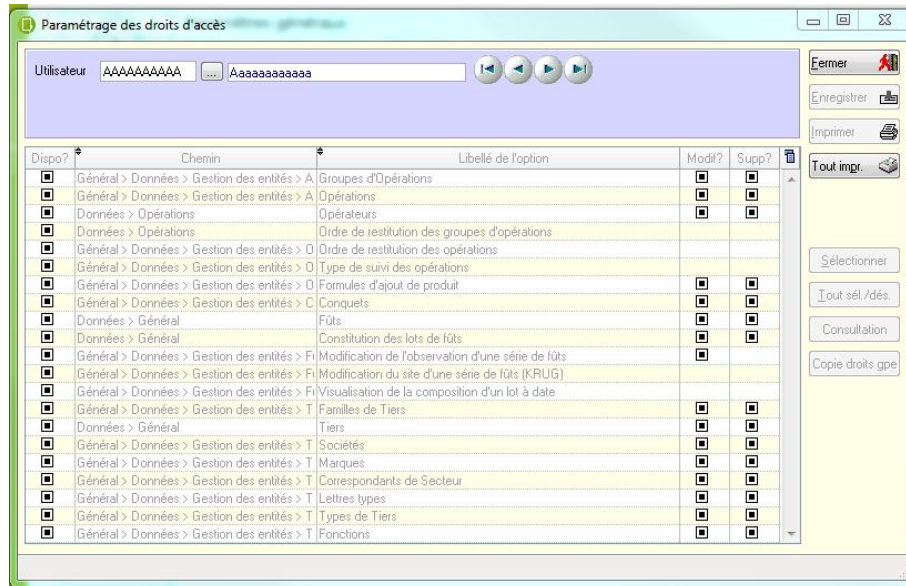 Paramétrage des droits d'accès
Utilisateur AAAAAAAAAA ... Aaaaaaaaaaaa
Fermer
Enregistrer
Imprimer
Tout impr.
Sélectionner
Tout sél./dés.
Consultation
Copie droits gpe
Dispo? Chemin Libellé de l'option Modif? Supp?
Général > Données > Gestion des entités > A Groupes d'Opérations
Général > Données > Gestion des entités > A Opérations
Données > Opérations Opérateurs
Données > Opérations Ordre de restitution des groupes d'opérations
Général > Données > Gestion des entités > O Ordre de restitution des opérations
Général > Données > Gestion des entités > O Type de suivi des opérations
Général > Données > Gestion des entités > O Formules d'ajout de produit
Général > Données > Gestion des entités > C Conquets
Données > Général Fûts
Données > Général Constitution des lots de fûts
Général > Données > Gestion des entités > Fi Modification de l'observation d'une série de fûts
Général > Données > Gestion des entités > Fi Modification du site d'une série de fûts (KRUG)
Général > Données > Gestion des entités > Fi Visualisation de la composition d'un lot à date
Général > Données > Gestion des entités > T Familles de Tiers
Données > Général Tiers
Général > Données > Gestion des entités > T Sociétés
Général > Données > Gestion des entités > T Marques
Général > Données > Gestion des entités > T Correspondants de Secteur
Général > Données > Gestion des entités > T Lettres types
Général > Données > Gestion des entités > T Types de Tiers
Général > Données > Gestion des entités > T Fonctions